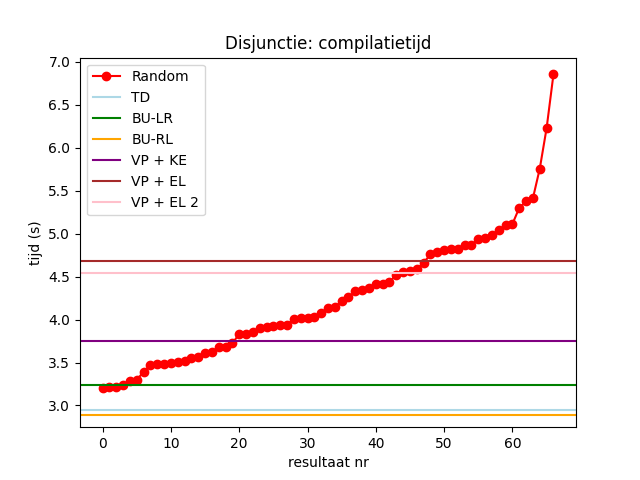 Disjunctie: compilatietijd
Random
TD
BU-LR
BU-RL
VP + KE
VP + EL
VP + EL 2
tijd (s)
7.0
6.5
6.0
5.5
5.0
4.5
4.0
3.5
3.0
0 10 20 30 40 50 60
resultaat nr